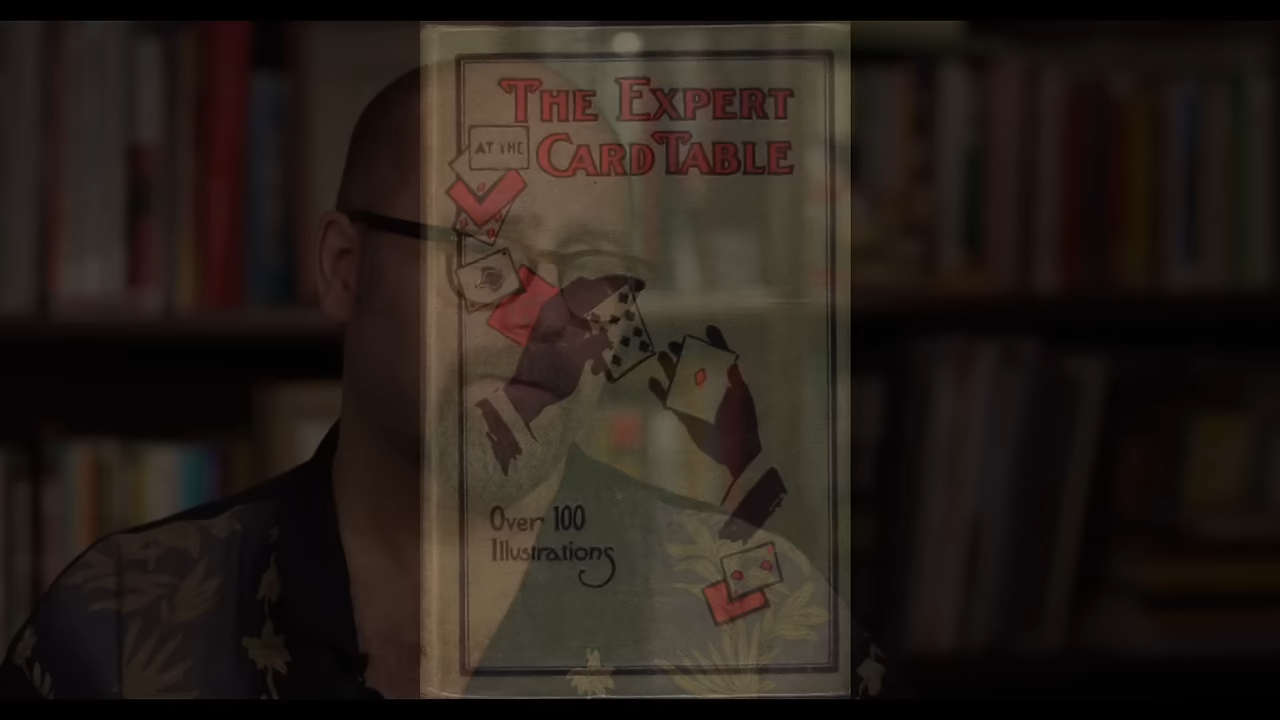 The Expert
AT THE Card Table
Over 100
Illustrations